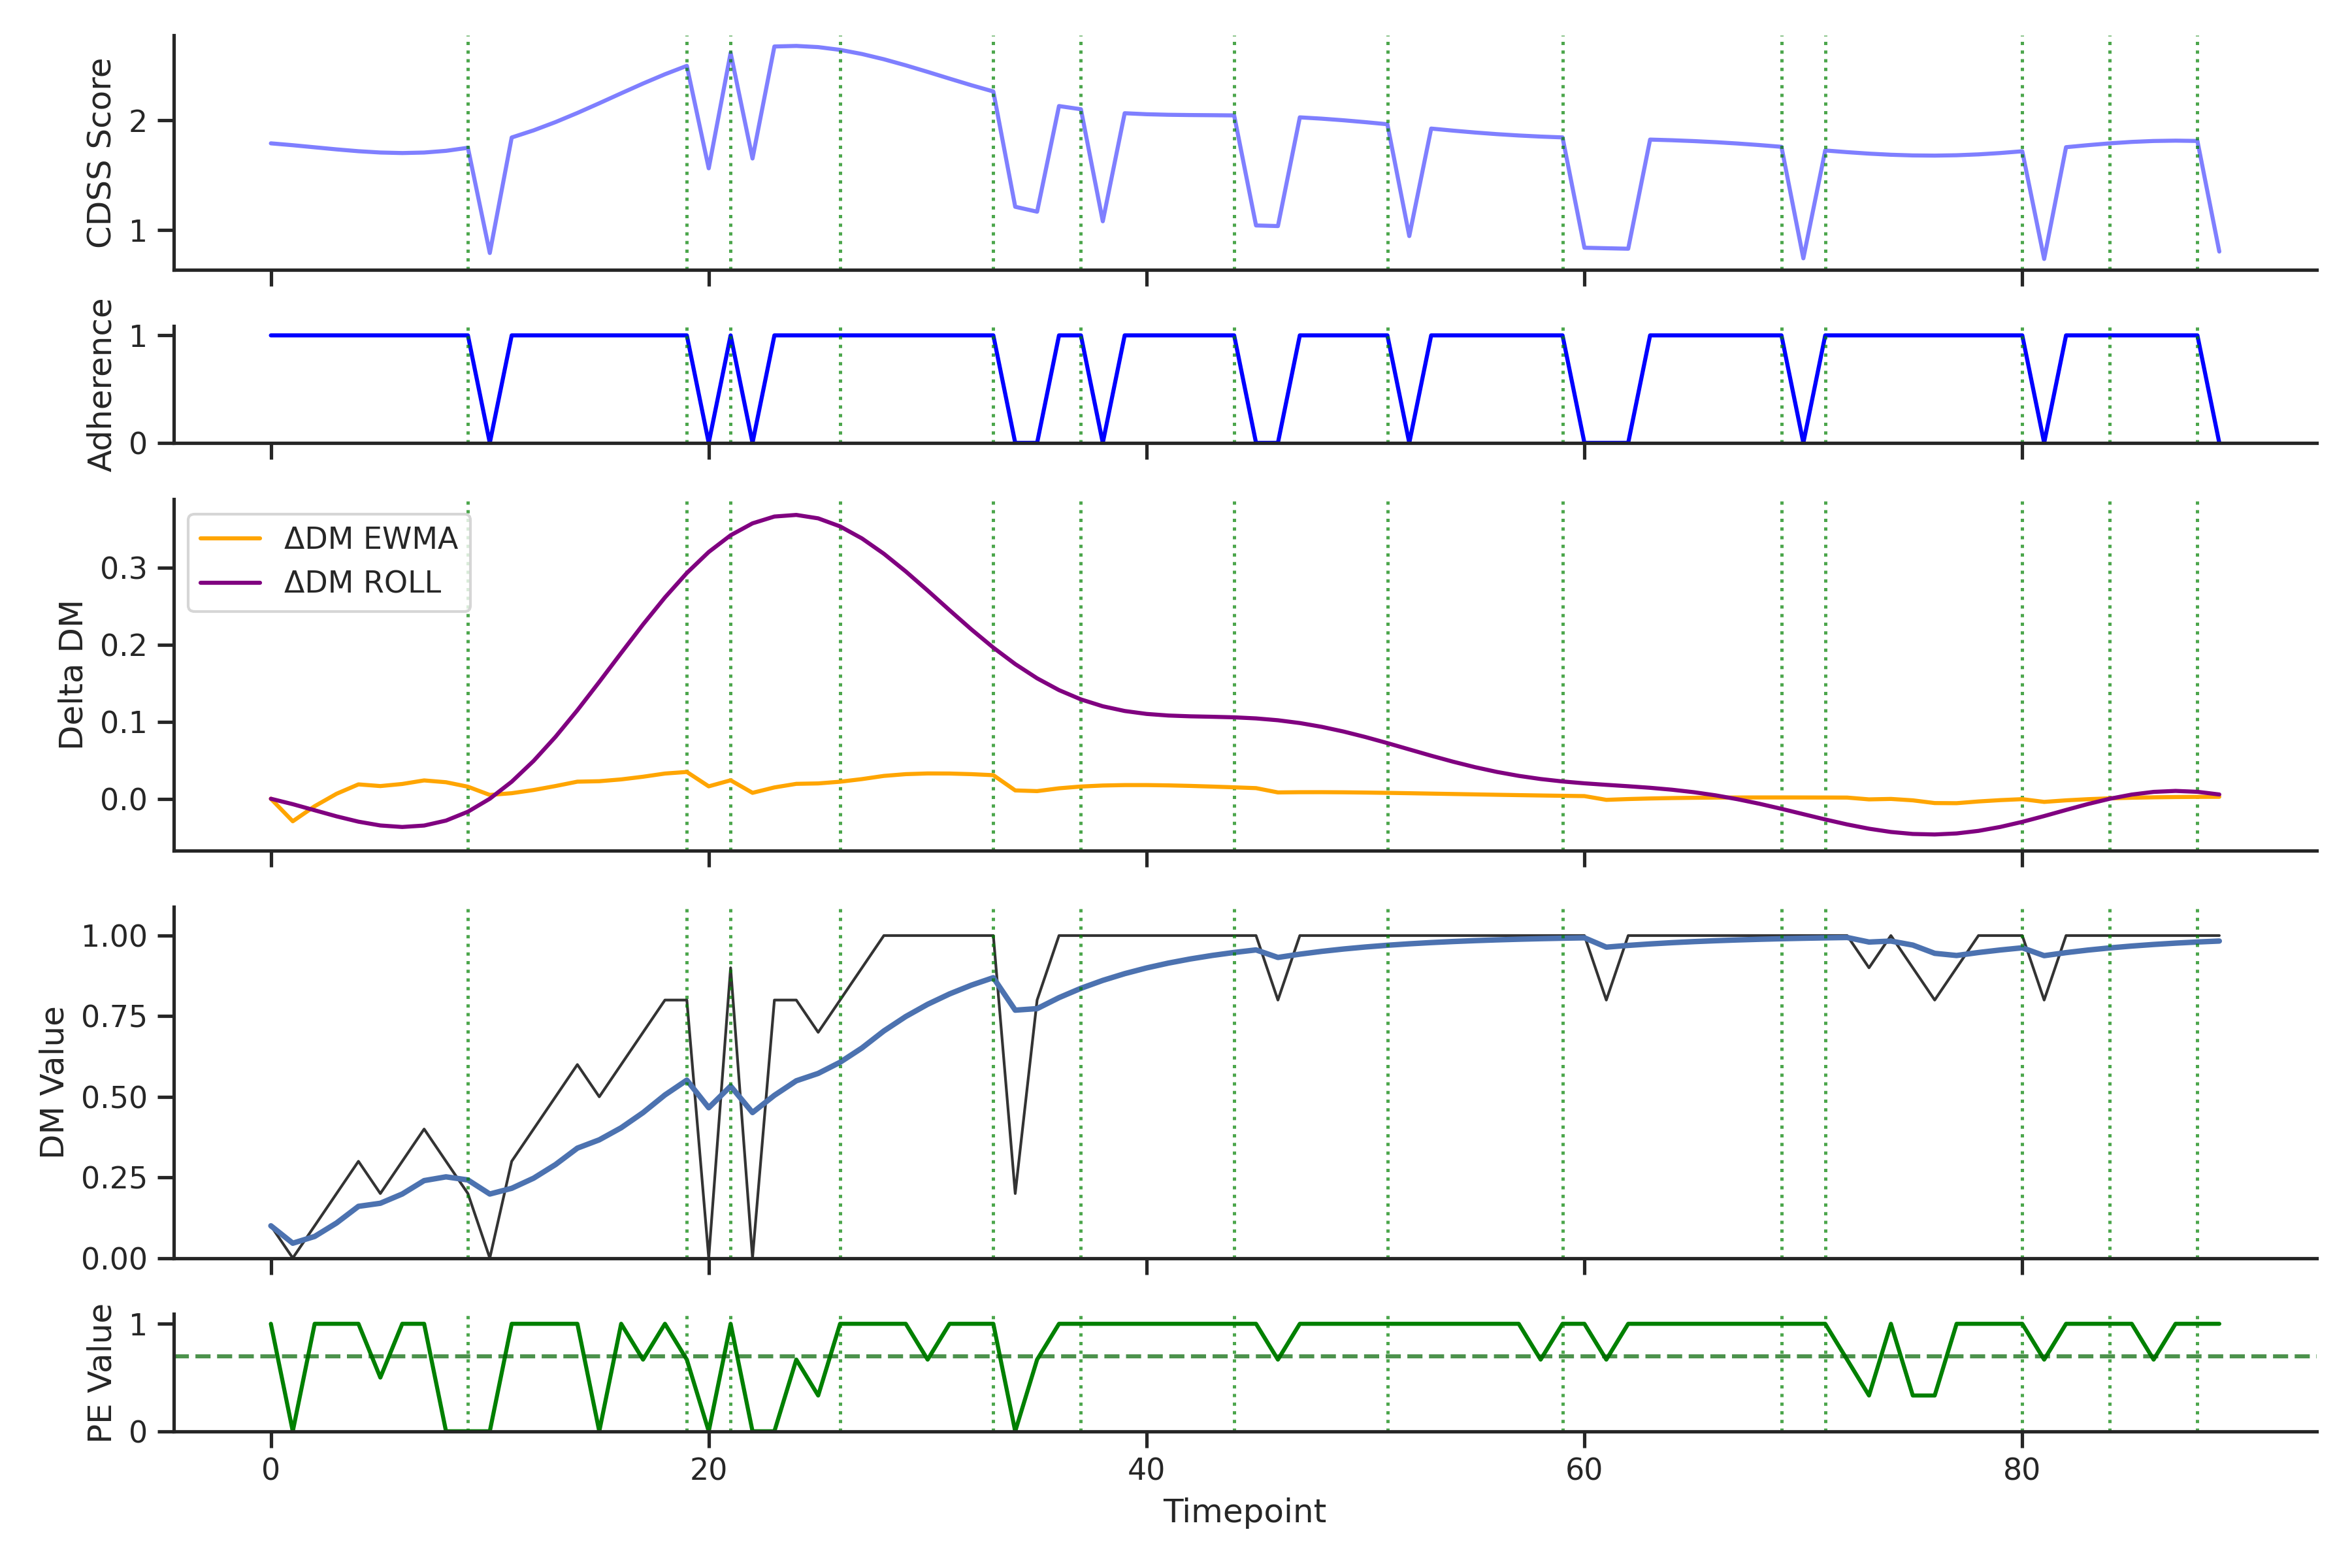 CDSS Score
2
1
Adherence
1
0
Delta DM
ΔDM EWMA
ΔDM ROLL
0.3
0.2
0.1
0.0
DM Value
1.00
0.75
0.50
0.25
0.00
PE Value
1
0
0
20
40
60
80
Timepoint